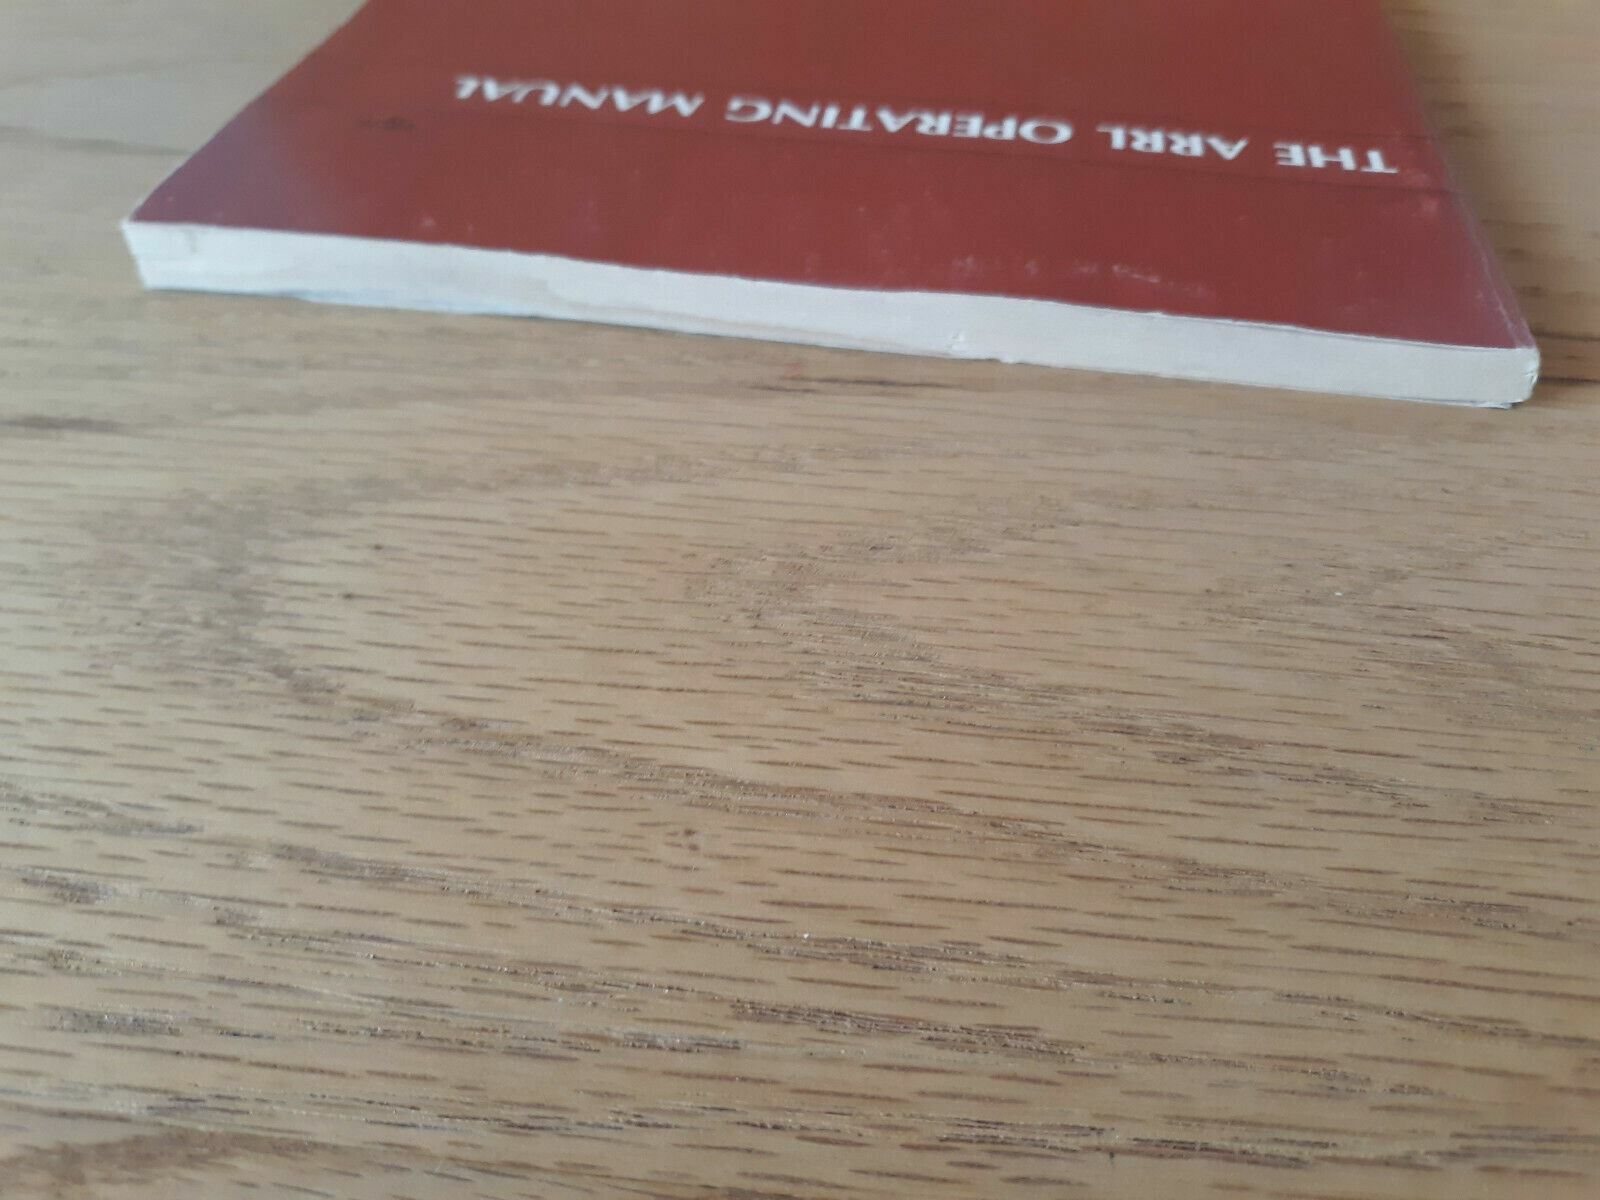 THE ARRL OPERATING MANUAL